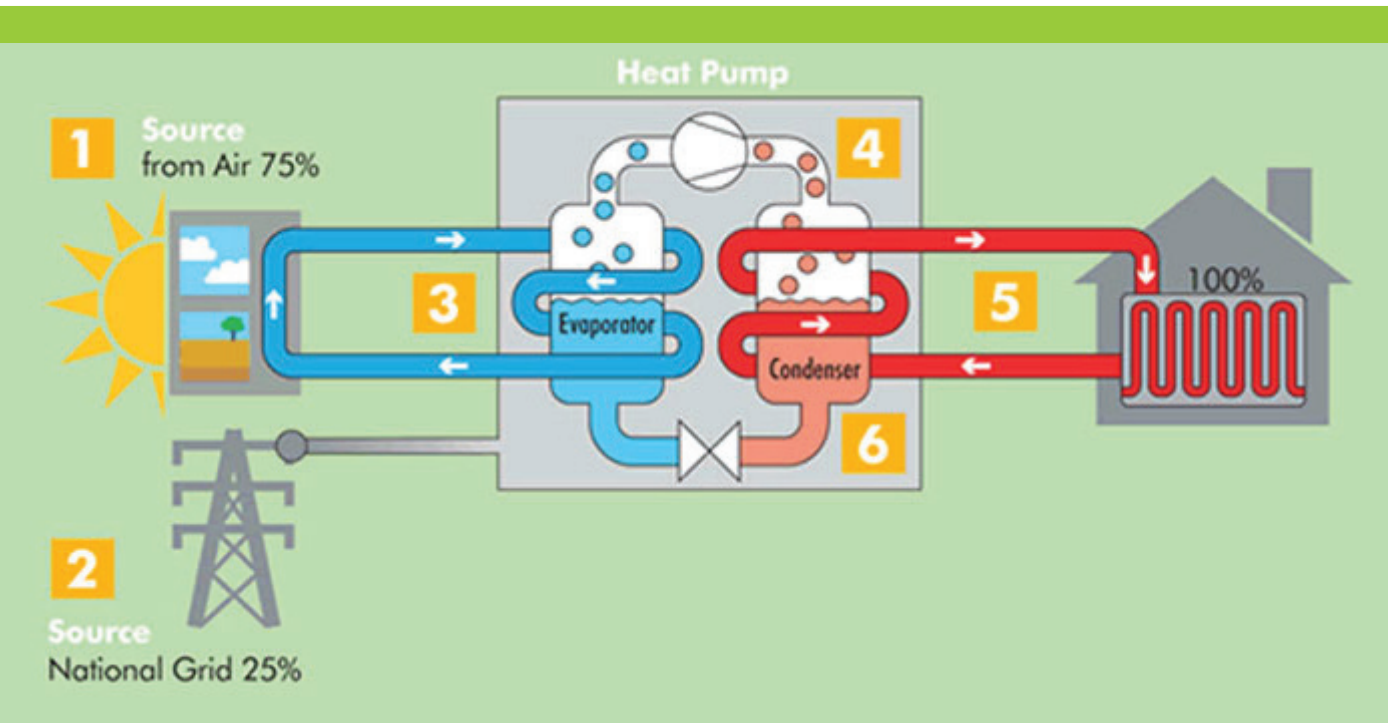 Heat Pump
1
Source
from Air 75%
4
3
Evaporator
5
100%
Condenser
6
2
Source
National Grid 25%